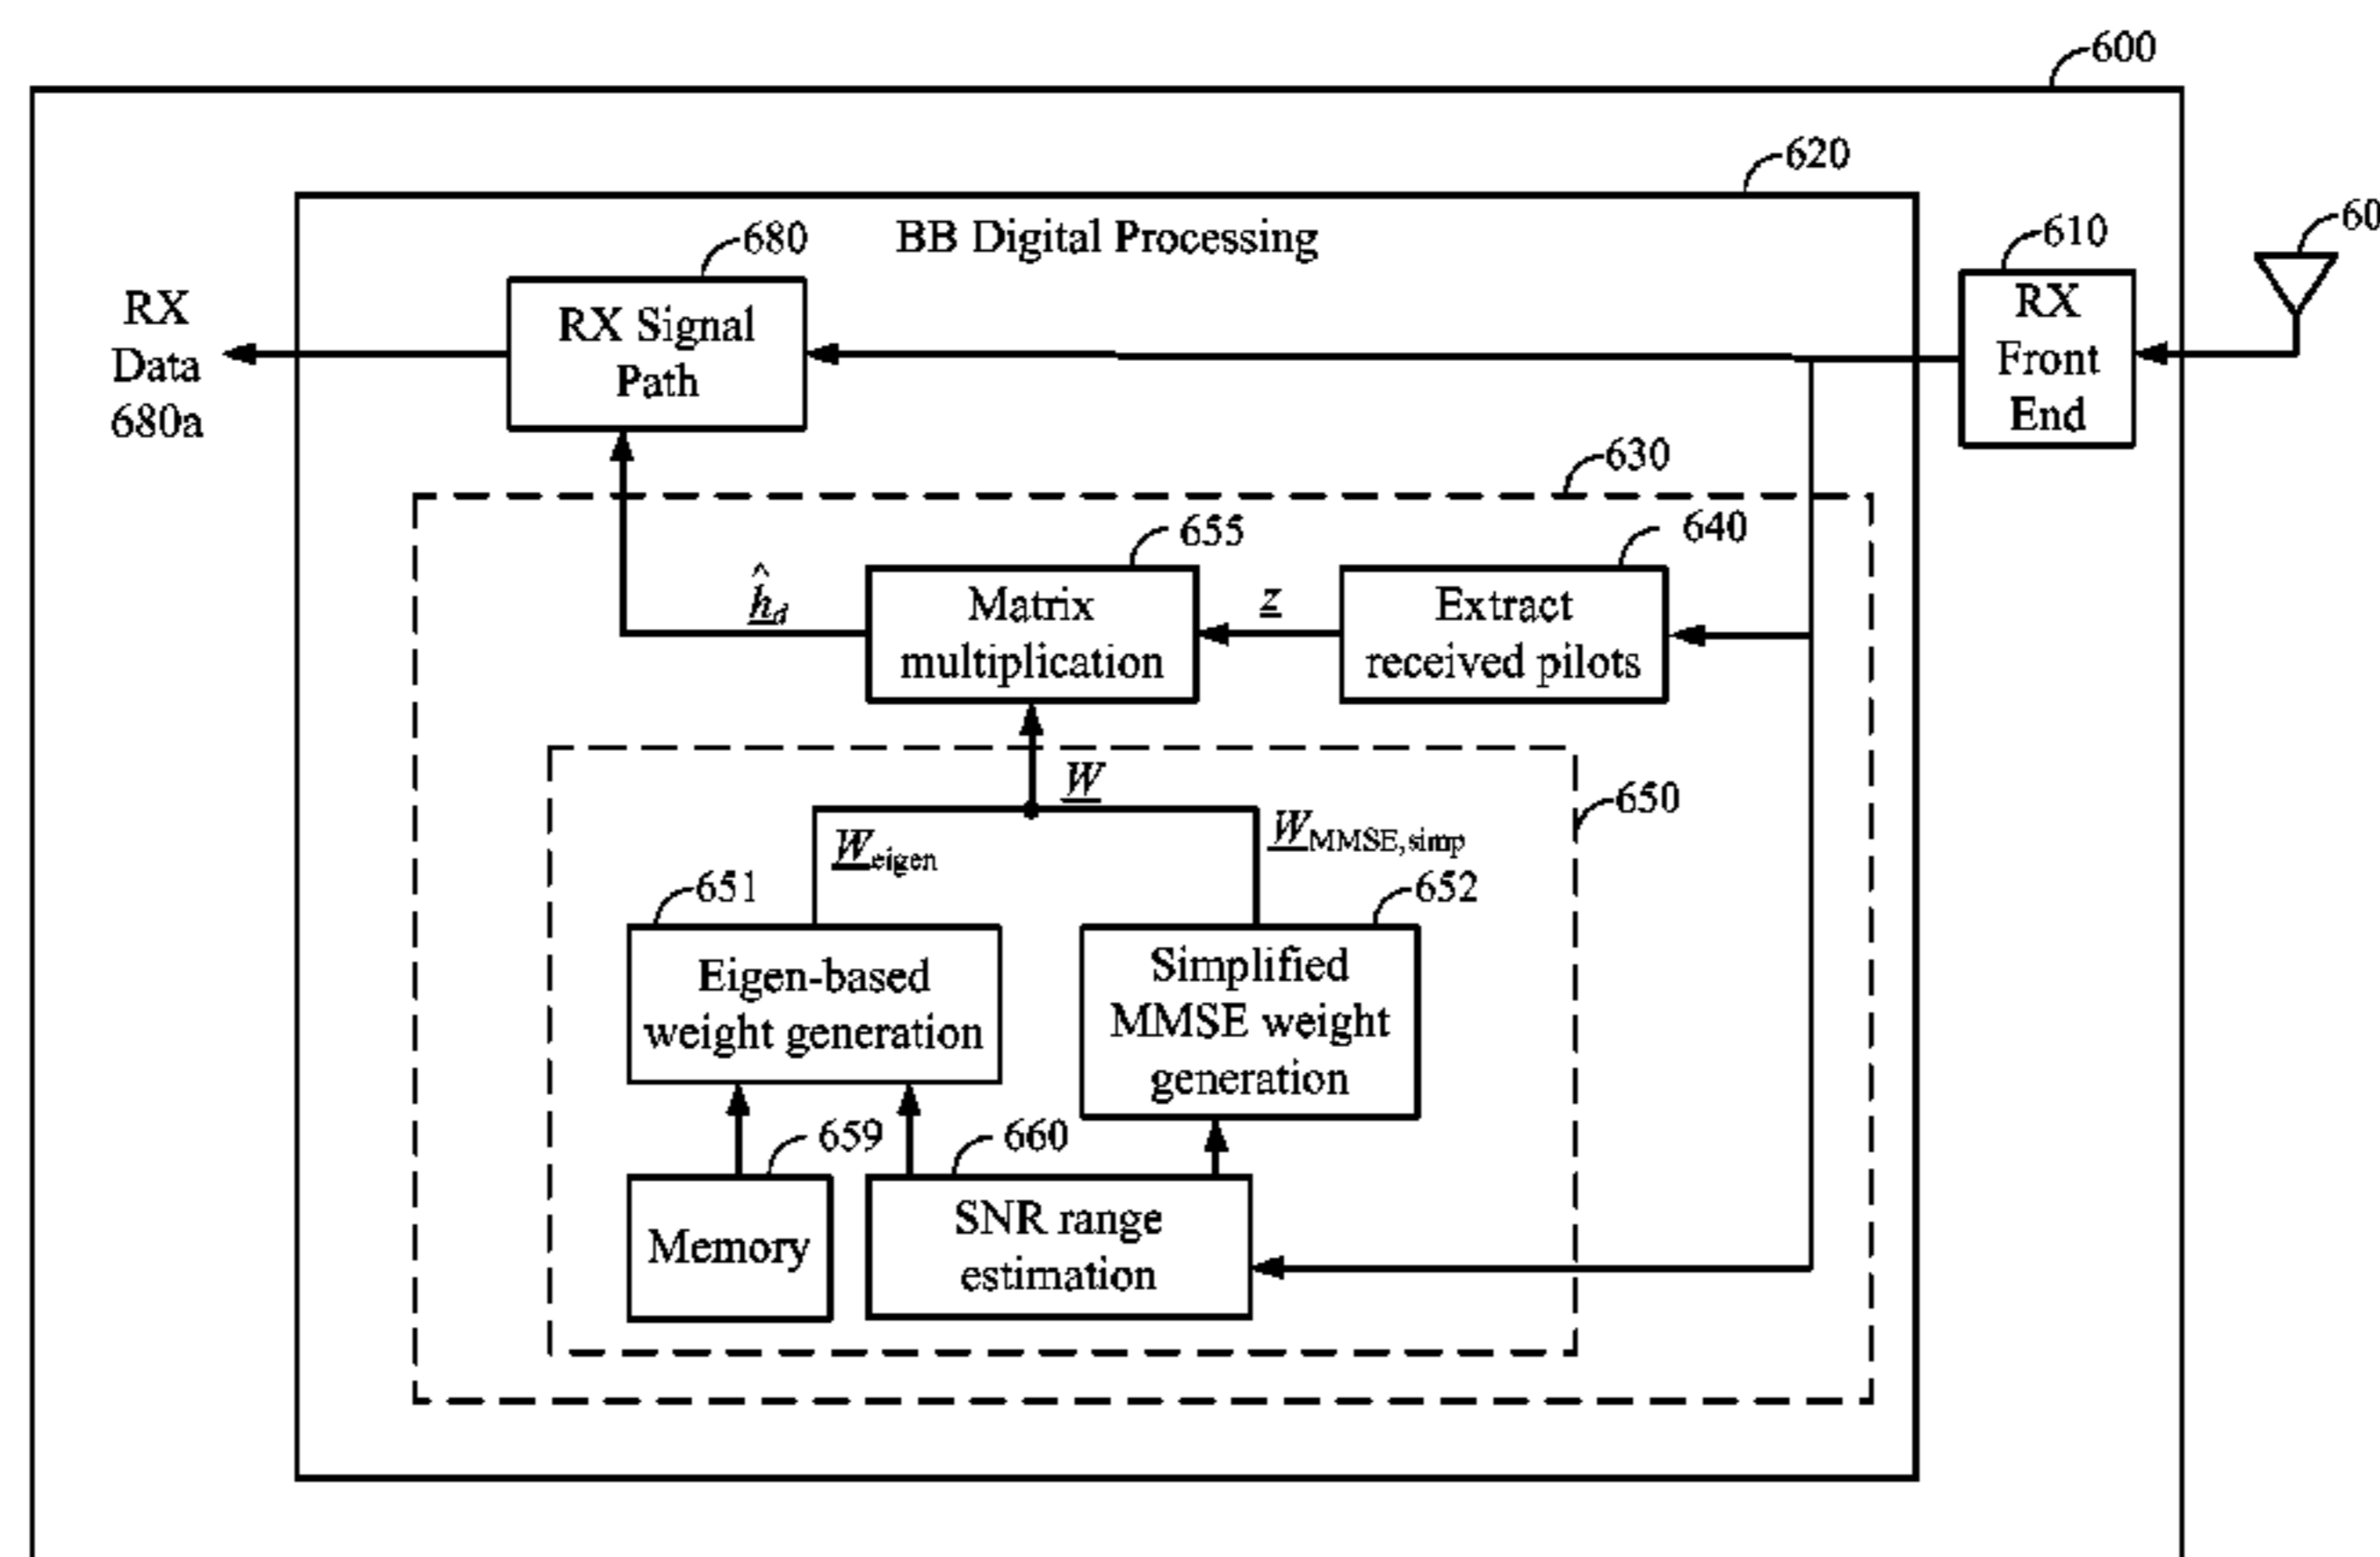 600
620
60
BB Digital Processing
680
610
RX
Data
680a
RX Signal
Path
RX
Front
End
630
655
640
ĥd
Matrix
multiplication
z
Extract
received pilots
W
650
Weigen
WMMSE,simp
651
652
Eigen-based
weight generation
Simplified
MMSE weight
generation
659
660
Memory
SNR range
estimation